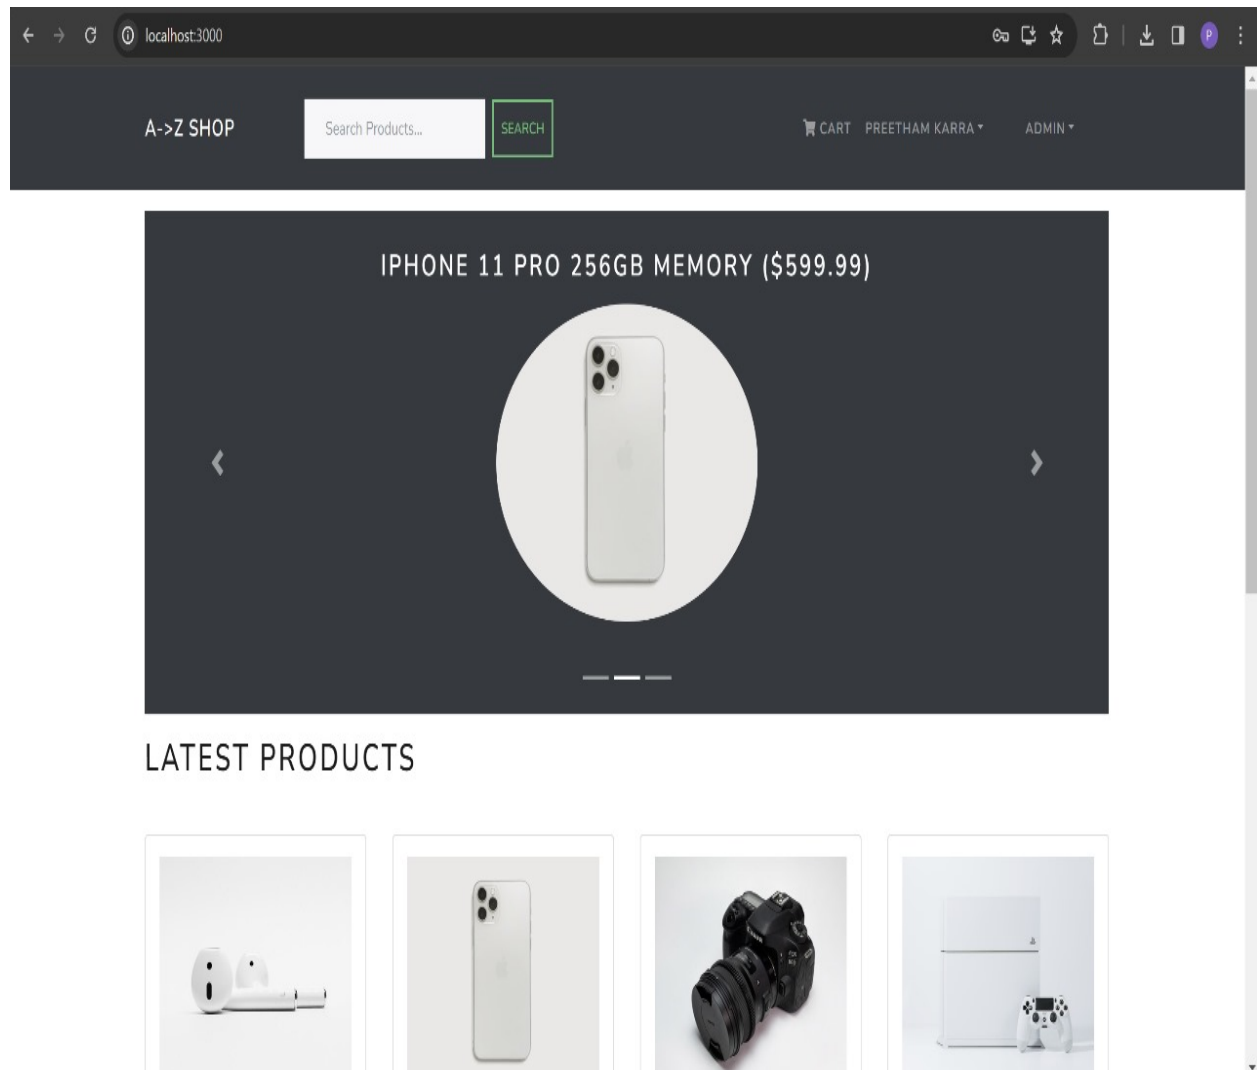 localhost:3000
P
A->Z SHOP
Search Products...
SEARCH
CART PREETHAM KARRA ADMIN
IPHONE 11 PRO 256GB MEMORY ($599.99)
LATEST PRODUCTS
Canon